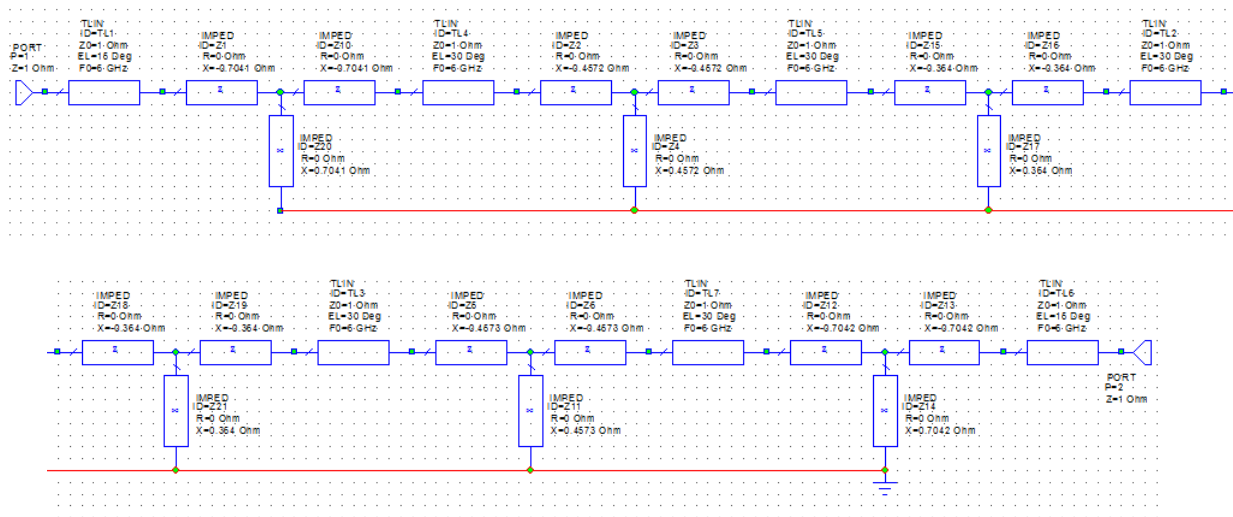 PORT
P=1
Z=1 Ohm
TLIN
ID=TL1
Z0=1 Ohm
EL=15 Deg
F0=6 GHz
IMPED
ID=Z1
R=0 Ohm
X=-0.7041 Ohm
IMPED
ID=Z10
R=0 Ohm
X=-0.7041 Ohm
IMPED
ID=Z20
R=0 Ohm
X=0.7041 Ohm
TLIN
ID=TL4
Z0=1 Ohm
EL=30 Deg
F0=6 GHz
IMPED
ID=Z2
R=0 Ohm
X=-0.4572 Ohm
IMPED
ID=Z3
R=0 Ohm
X=-0.4572 Ohm
IMPED
ID=Z4
R=0 Ohm
X=0.4572 Ohm
TLIN
ID=TL5
Z0=1 Ohm
EL=30 Deg
F0=6 GHz
IMPED
ID=Z15
R=0 Ohm
X=-0.364 Ohm
IMPED
ID=Z16
R=0 Ohm
X=-0.364 Ohm
IMPED
ID=Z17
R=0 Ohm
X=0.364 Ohm
TLIN
ID=TL2
Z0=1 Ohm
EL=30 Deg
F0=6 GHz
IMPED
ID=Z18
R=0 Ohm
X=-0.364 Ohm
IMPED
ID=Z19
R=0 Ohm
X=-0.364 Ohm
IMPED
ID=Z21
R=0 Ohm
X=0.364 Ohm
TLIN
ID=TL3
Z0=1 Ohm
EL=30 Deg
F0=6 GHz
IMPED
ID=Z5
R=0 Ohm
X=-0.4573 Ohm
IMPED
ID=Z6
R=0 Ohm
X=-0.4573 Ohm
IMPED
ID=Z11
R=0 Ohm
X=0.4573 Ohm
TLIN
ID=TL7
Z0=1 Ohm
EL=30 Deg
F0=6 GHz
IMPED
ID=Z12
R=0 Ohm
X=-0.7042 Ohm
IMPED
ID=Z13
R=0 Ohm
X=-0.7042 Ohm
IMPED
ID=Z14
R=0 Ohm
X=0.7042 Ohm
TLIN
ID=TL6
Z0=1 Ohm
EL=15 Deg
F0=6 GHz
PORT
P=2
Z=1 Ohm